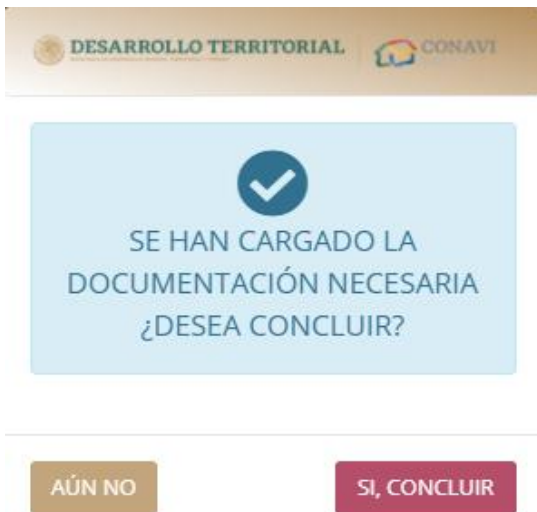 DESARROLLO TERRITORIAL
CONAVI
SE HAN CARGADO LA
DOCUMENTACIÓN NECESARIA
¿DESEA CONCLUIR?
AÚN NO
SI, CONCLUIR